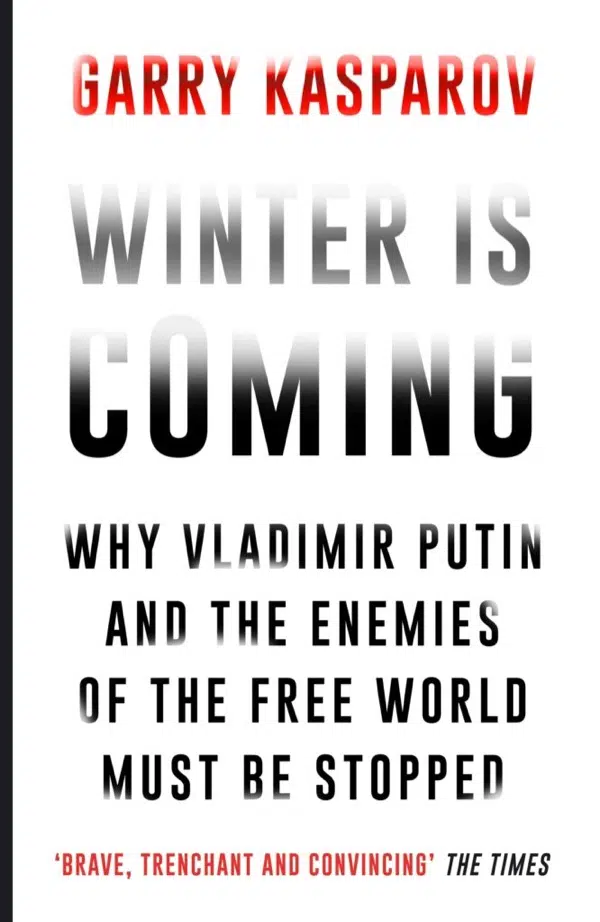 GARRY KASPAROV
WINTER IS
COMING
WHY VLADIMIR PUTIN
AND THE ENEMIES
OF THE FREE WORLD
MUST BE STOPPED
‘BRAVE, TRENCHANT AND CONVINCING’ THE TIMES